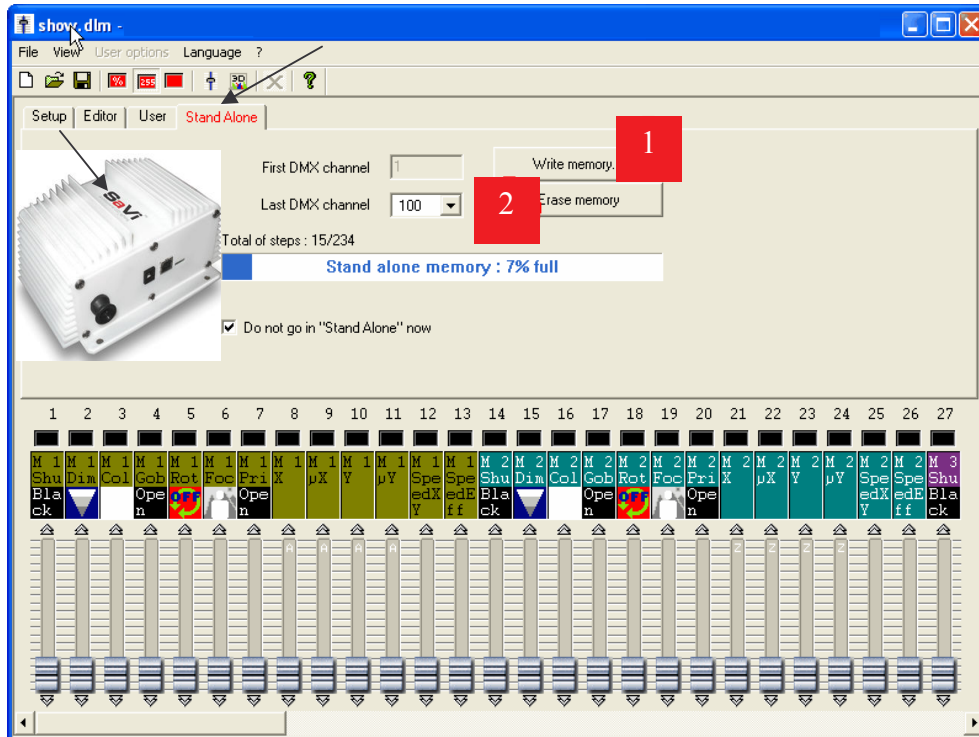 show.dlm -
File View User options Language ?
% 255 3D ?
Setup Editor User Stand Alone
SaVi
First DMX channel 1
Write memory.
1
Last DMX channel 100
2
Erase memory
Total of steps : 15/234
Stand alone memory : 7% full
Do not go in "Stand Alone" now
1 2 3 4 5 6 7 8 9 10 11 12 13 14 15 16 17 18 19 20 21 22 23 24 25 26 27
M 1 M 1 M 1 M 1 M 1 M 1 M 1 M 1 M 1 M 1 M 1 M 1 M 1 M 2 M 2 M 2 M 2 M 2 M 2 M 2 M 2 M 2 M 2 M 2 M 2 M 2 M 3
Shu Dim Col Gob Rot Foc Pri X µX Y µY Spe Spe Shu Dim Col Gob Rot Foc Pri X µX Y µY Spe Spe Shu
Bla Ope OFF Ope edX edE Bla Ope OFF Ope edX edE Bla
ck n n Y ff ck n n Y ff ck
A A A A Z Z Z Z